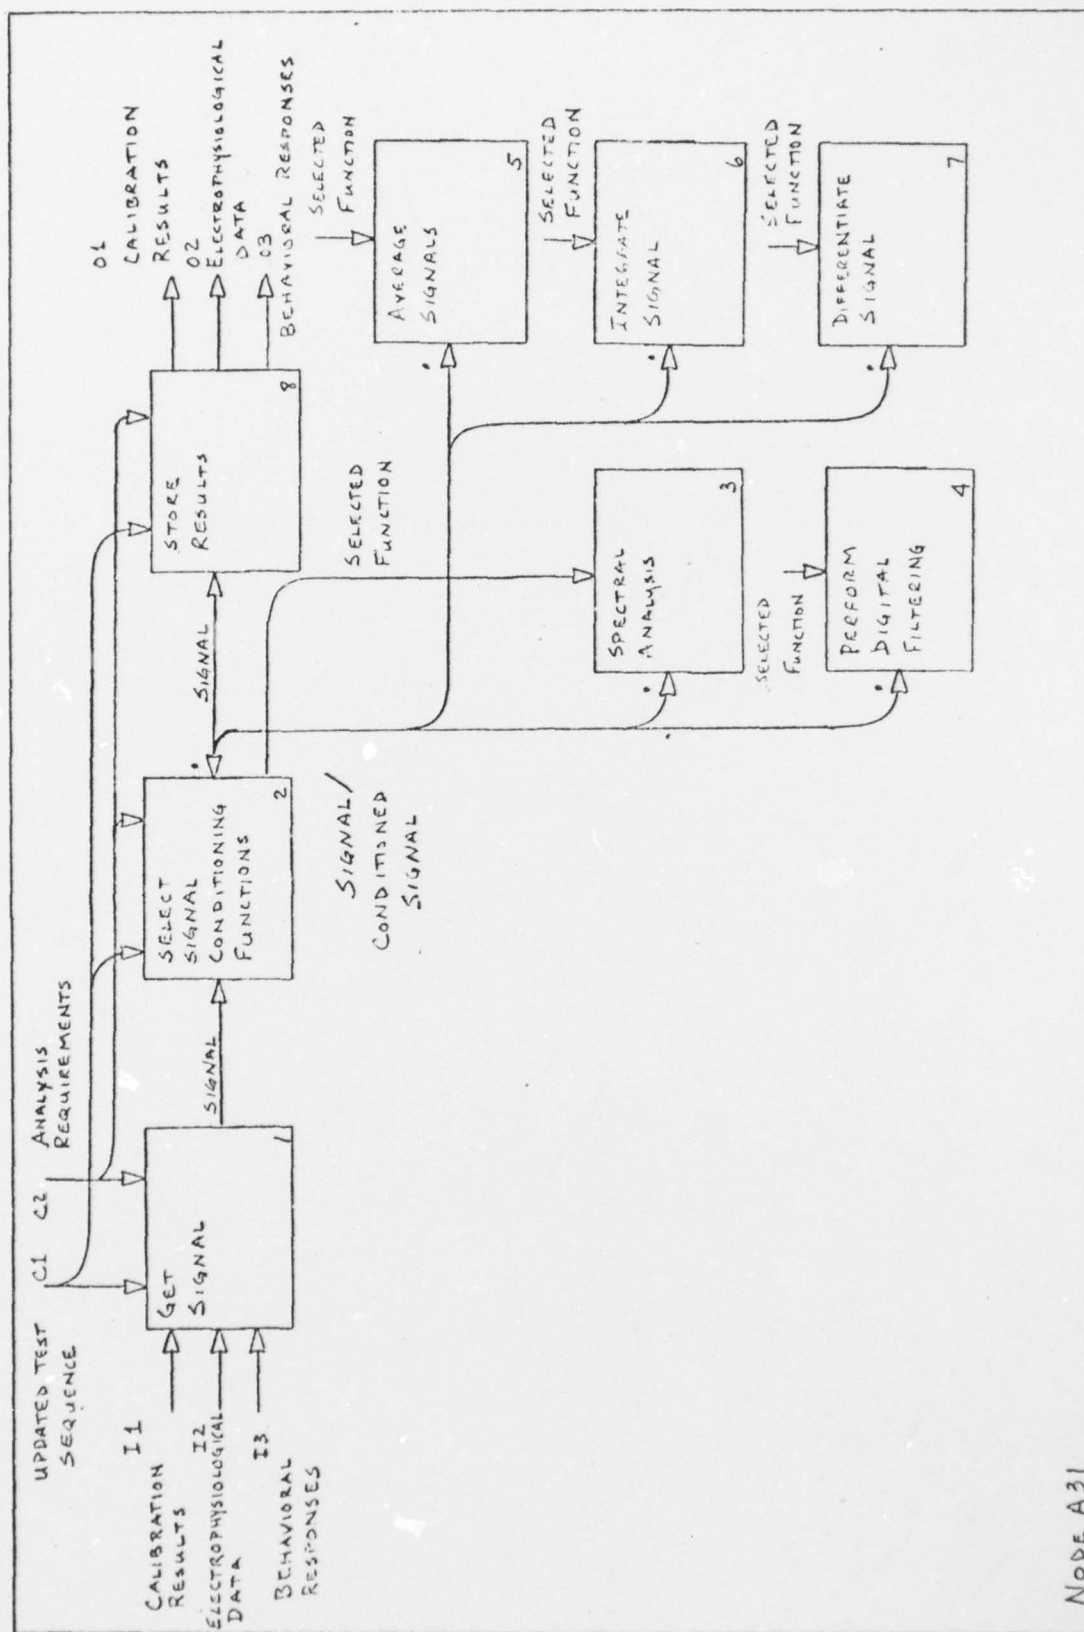 UPDATED TEST
SEQUENCE
C1
C2
ANALYSIS
REQUIREMENTS
I1
CALIBRATION
RESULTS
I2
ELECTROPHYSIOLOGICAL
DATA
I3
BEHAVIORAL
RESPONSES
GET
SIGNAL
1
SIGNAL
SELECT
SIGNAL
CONDITIONING
FUNCTIONS
2
SIGNAL
STORE
RESULTS
8
O1
CALIBRATION
RESULTS
O2
ELECTROPHYSIOLOGICAL
DATA
O3
BEHAVIORAL RESPONSES
SIGNAL/
CONDITIONED
SIGNAL
SELECTED
FUNCTION
SELECTED
FUNCTION
AVERAGE
SIGNALS
5
SPECTRAL
ANALYSIS
3
SELECTED
FUNCTION
INTEGRATE
SIGNAL
6
SELECTED
FUNCTION
PERFORM
DIGITAL
FILTERING
4
SELECTED
FUNCTION
DIFFERENTIATE
SIGNAL
7
NODE A31